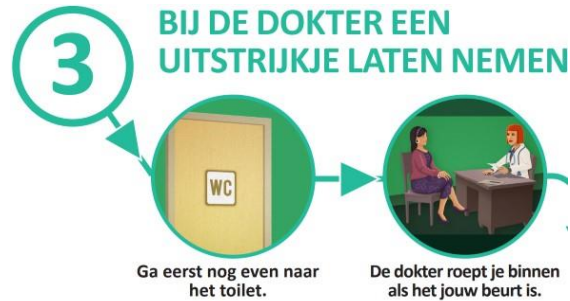 3
BIJ DE DOKTER EEN
UITSTRIJKJE LATEN NEMEN
WC
Ga eerst nog even naar
het toilet.
De dokter roept je binnen
als het jouw beurt is.